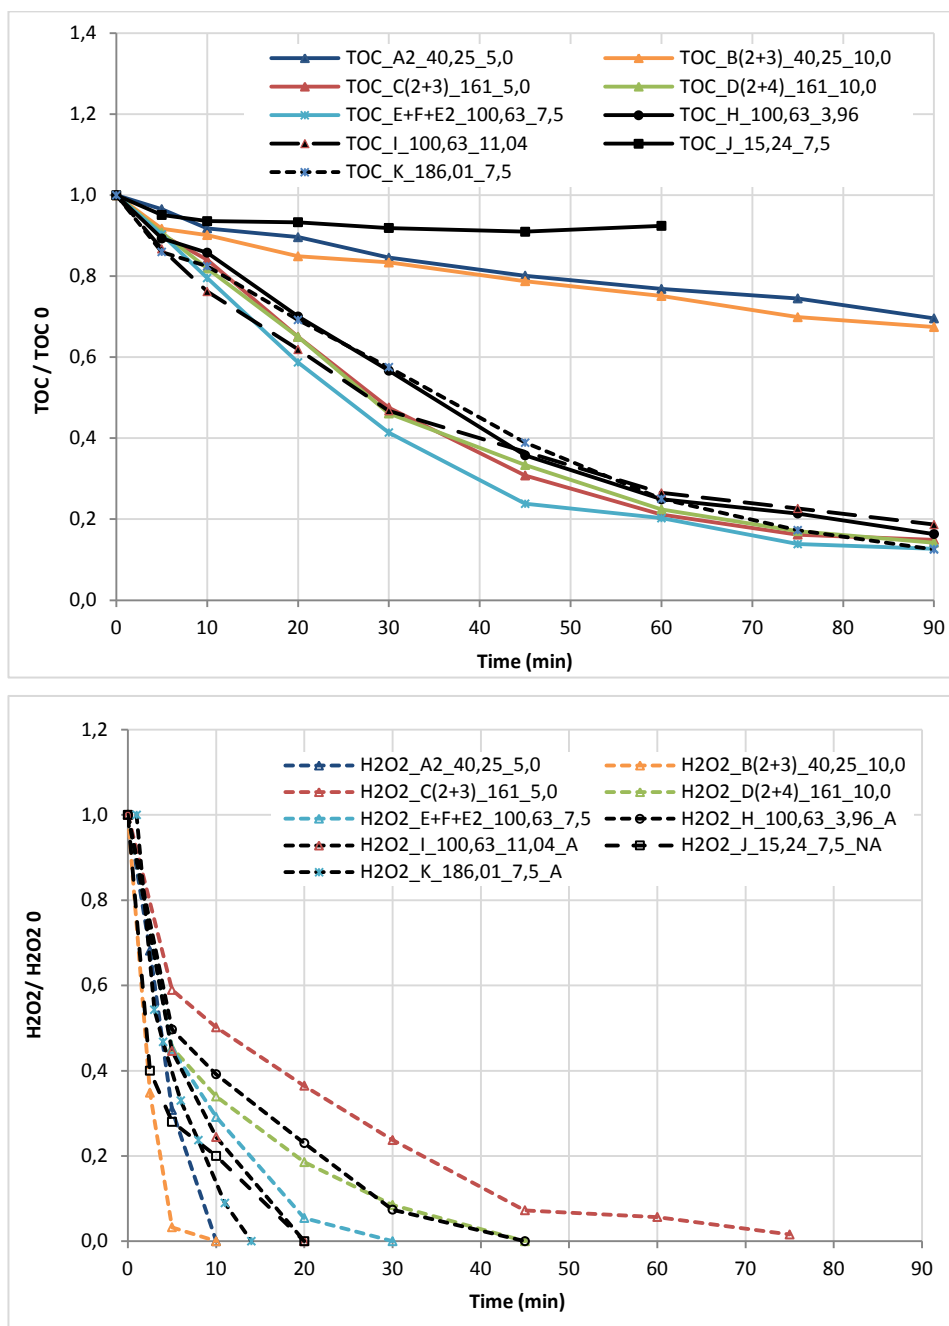 1,4
1,2
1,0
0,8
0,6
0,4
0,2
0,0
TOC / TOC 0
TOC_A2_40,25_5,0 TOC_B(2+3)_40,25_10,0
TOC_C(2+3)_161_5,0 TOC_D(2+4)_161_10,0
TOC_E+F+E2_100,63_7,5 TOC_H_100,63_3,96
TOC_I_100,63_11,04 TOC_J_15,24_7,5
TOC_K_186,01_7,5
0 10 20 30 40 50 60 70 80 90
Time (min)
1,2
1,0
0,8
0,6
0,4
0,2
0,0
H2O2/ H2O2 0
H2O2_A2_40,25_5,0 H2O2_B(2+3)_40,25_10,0
H2O2_C(2+3)_161_5,0 H2O2_D(2+4)_161_10,0
H2O2_E+F+E2_100,63_7,5 H2O2_H_100,63_3,96_A
H2O2_I_100,63_11,04_A H2O2_J_15,24_7,5_NA
H2O2_K_186,01_7,5_A
0 10 20 30 40 50 60 70 80 90
Time (min)